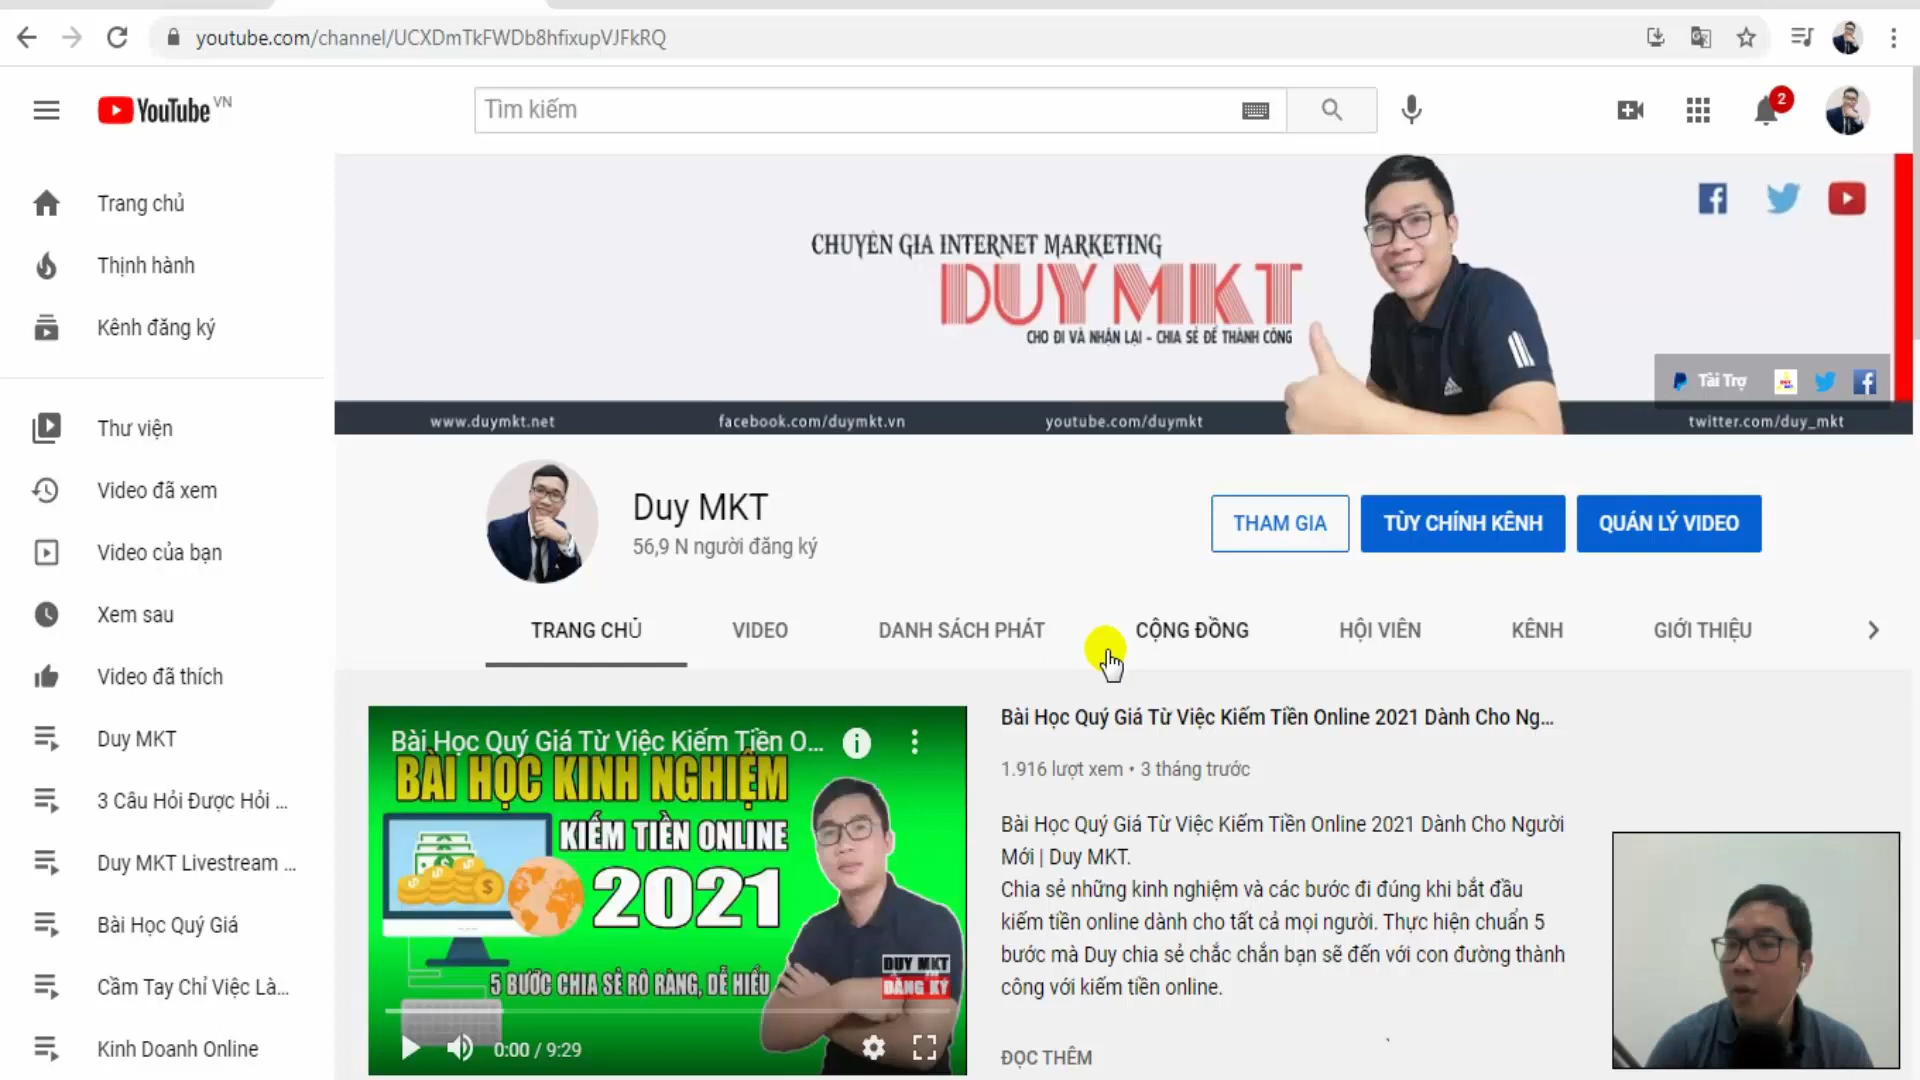 youtube.com/channel/UCXDmTkFWDb8hfixupVJFkRQ
YouTube VN
Tìm kiếm
2
Trang chủ
Thịnh hành
Kênh đăng ký
Thư viện
Video đã xem
Video của bạn
Xem sau
Video đã thích
Duy MKT
3 Câu Hỏi Được Hỏi ...
Duy MKT Livestream ...
Bài Học Quý Giá
Cầm Tay Chỉ Việc Là...
Kinh Doanh Online
CHUYÊN GIA INTERNET MARKETING
DUY MKT
CHO ĐI VÀ NHẬN LẠI - CHIA SẺ ĐỂ THÀNH CÔNG
Tài Trợ
www.duymkt.net
facebook.com/duymkt.vn
youtube.com/duymkt
twitter.com/duy_mkt
Duy MKT
56,9 N người đăng ký
THAM GIA
TÙY CHỈNH KÊNH
QUẢN LÝ VIDEO
TRANG CHỦ
VIDEO
DANH SÁCH PHÁT
CỘNG ĐỒNG
HỘI VIÊN
KÊNH
GIỚI THIỆU
Bài Học Quý Giá Từ Việc Kiếm Tiền O...
BÀI HỌC KINH NGHIỆM
KIẾM TIỀN ONLINE
2021
5 BƯỚC CHIA SẺ RÕ RÀNG, DỄ HIỂU
DUY MKT
ĐĂNG KÝ
0:00 / 9:29
Bài Học Quý Giá Từ Việc Kiếm Tiền Online 2021 Dành Cho Ng...
1.916 lượt xem • 3 tháng trước
Bài Học Quý Giá Từ Việc Kiếm Tiền Online 2021 Dành Cho Người
Mới | Duy MKT.
Chia sẻ những kinh nghiệm và các bước đi đúng khi bắt đầu
kiếm tiền online dành cho tất cả mọi người. Thực hiện chuẩn 5
bước mà Duy chia sẻ chắc chắn bạn sẽ đến với con đường thành
công với kiếm tiền online.
ĐỌC THÊM